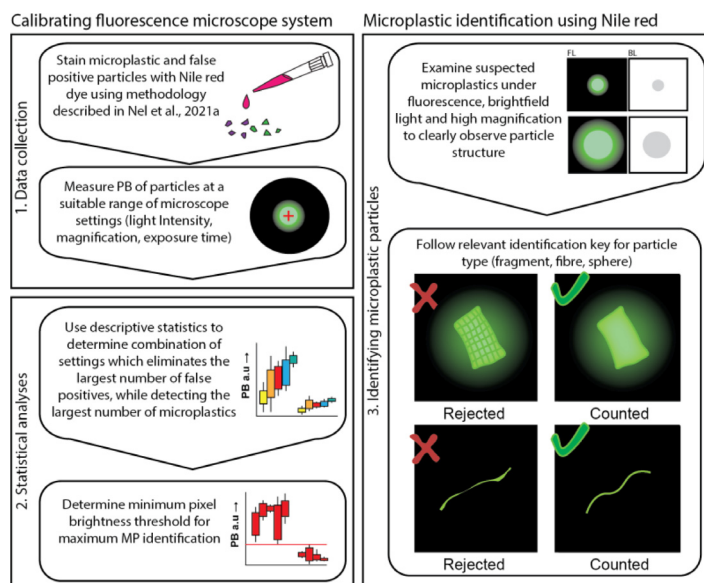 Calibrating fluorescence microscope system
1. Data collection
Stain microplastic and false
positive particles with Nile red
dye using methodology
described in Nel et al., 2021a
Measure PB of particles at a
suitable range of microscope
settings (light Intensity,
magnification, exposure time)
2. Statistical analyses
Use descriptive statistics to
determine combination of
settings which eliminates the
largest number of false
positives, while detecting the
largest number of microplastics
PB a.u →
Determine minimum pixel
brightness threshold for
maximum MP identification
PB a.u →
Microplastic identification using Nile red
3. Identifying microplastic particles
Examine suspected
microplastics under
fluorescence, brightfield
light and high magnification
to clearly observe particle
structure
FL BL
Follow relevant identification key for particle
type (fragment, fibre, sphere)
Rejected Counted
Rejected Counted